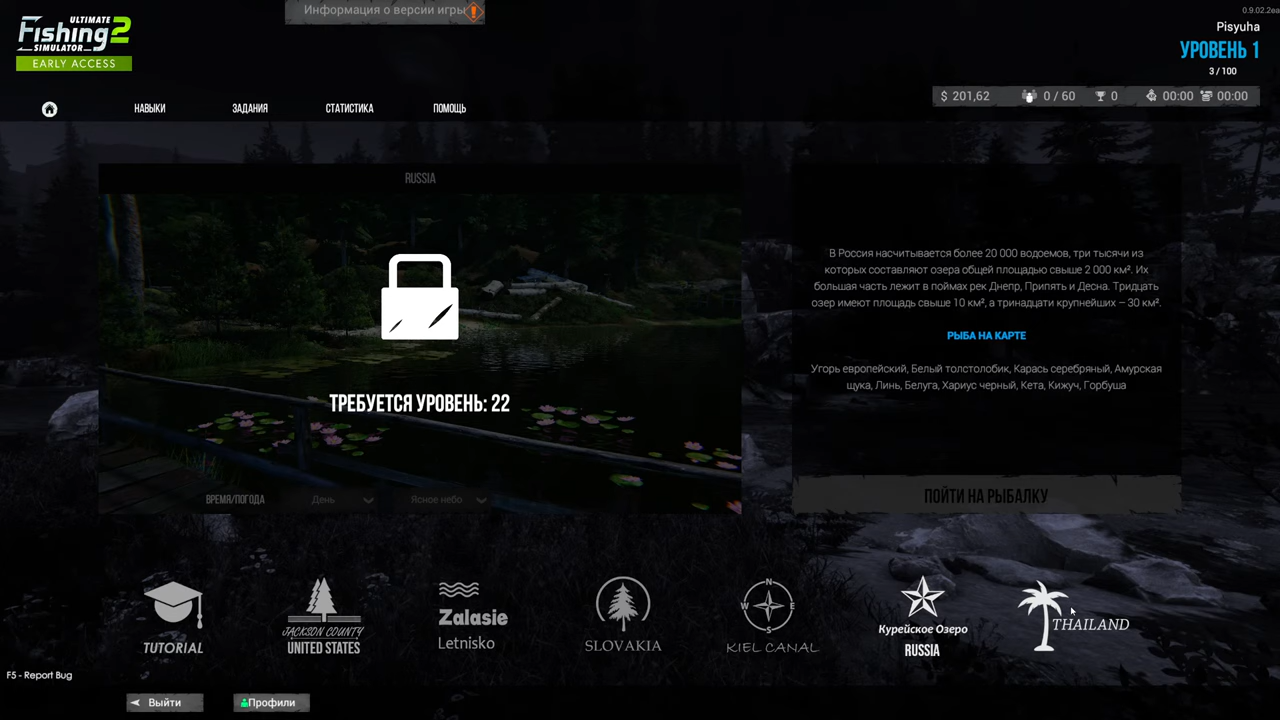 Информация о версии игры
0.9.02.2ea
ULTIMATE
Fishing 2
SIMULATOR
EARLY ACCESS
Pisyuha
УРОВЕНЬ 1
3 / 100
$ 201,62 0 / 60 0 00:00 00:00
НАВЫКИ ЗАДАНИЯ СТАТИСТИКА ПОМОЩЬ
RUSSIA
ТРЕБУЕТСЯ УРОВЕНЬ: 22
ВРЕМЯ/ПОГОДА День Ясное небо
В Россия насчитывается более 20 000 водоемов, три тысячи из
которых составляют озера общей площадью свыше 2 000 км². Их
большая часть лежит в поймах рек Днепр, Припять и Десна. Тридцать
озер имеют площадь свыше 10 км², а тринадцати крупнейших – 30 км².
РЫБА НА КАРТЕ
Угорь европейский, Белый толстолобик, Карась серебряный, Амурская
щука, Линь, Белуга, Хариус черный, Кета, Кижуч, Горбуша
ПОЙТИ НА РЫБАЛКУ
TUTORIAL
JACKSON COUNTY
UNITED STATES
Zalasie
Letnisko
SLOVAKIA
N
W E
S
KIEL CANAL
Курейское Озеро
RUSSIA
THAILAND
F5 - Report Bug
Выйти Профили